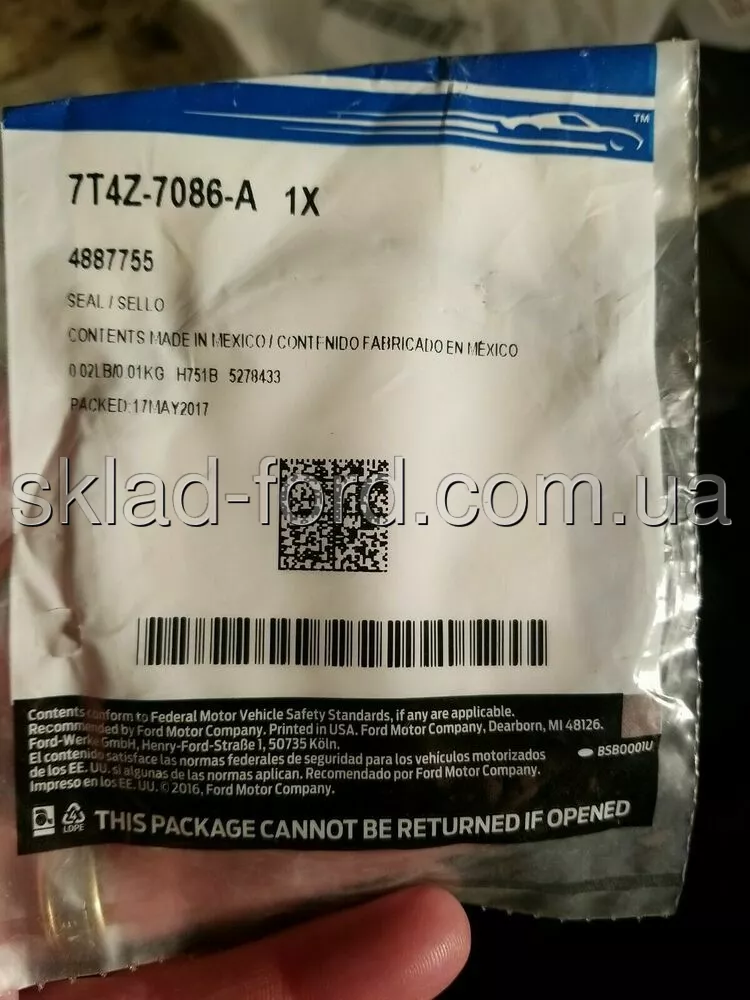 TM
7T4Z-7086-A 1X
4887755
SEAL / SELLO
CONTENTS MADE IN MEXICO / CONTENIDO FABRICADO EN MÉXICO
0.02LB/0.01KG H751B 5278433
PACKED:17MAY2017
sklad-ford.com.ua
Contents conform to Federal Motor Vehicle Safety Standards, if any are applicable.
Recommended by Ford Motor Company. Printed in USA. Ford Motor Company, Dearborn, MI 48126.
Ford-Werke GmbH, Henry-Ford-Straße 1, 50735 Köln.
El contenido satisface las normas federales de seguridad para los vehículos motorizados
de los EE. UU. si algunas de las normas aplican. Recomendado por Ford Motor Company.
Impreso en los EE. UU. © 2016, Ford Motor Company.
BSB0001U
4
LDPE
THIS PACKAGE CANNOT BE RETURNED IF OPENED